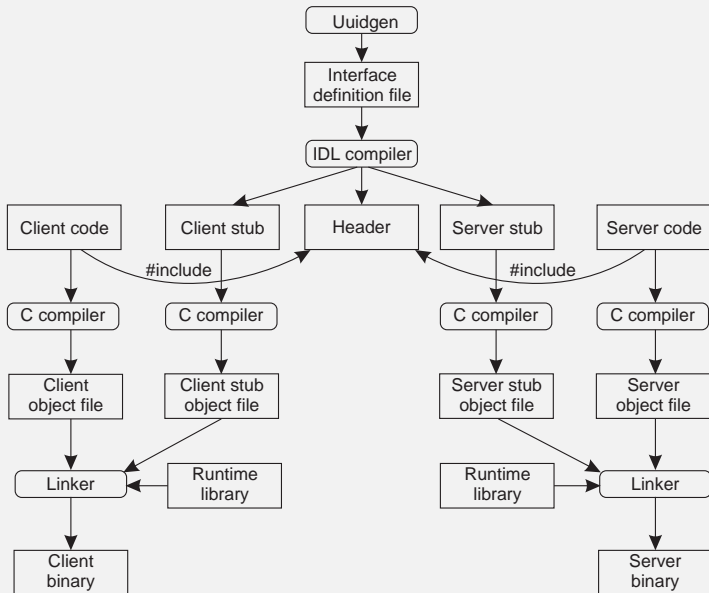 Uuidgen
Interface
definition file
IDL compiler
Client code
Client stub
Header
Server stub
Server code
#include
#include
C compiler
C compiler
C compiler
C compiler
Client
object file
Client stub
object file
Server stub
object file
Server
object file
Linker
Runtime
library
Runtime
library
Linker
Client
binary
Server
binary